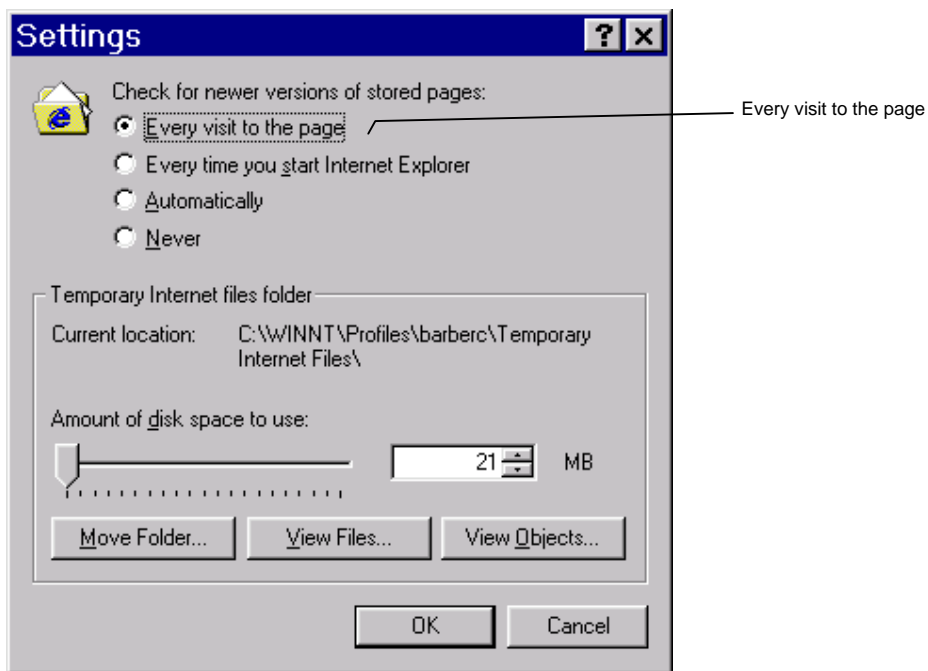 Settings
Check for newer versions of stored pages:
Every visit to the page
Every visit to the page
Every time you start Internet Explorer
Automatically
Never
Temporary Internet files folder
Current location: C:\WINNT\Profiles\barberc\Temporary
Internet Files\
Amount of disk space to use:
21 MB
Move Folder... View Files... View Objects...
OK Cancel